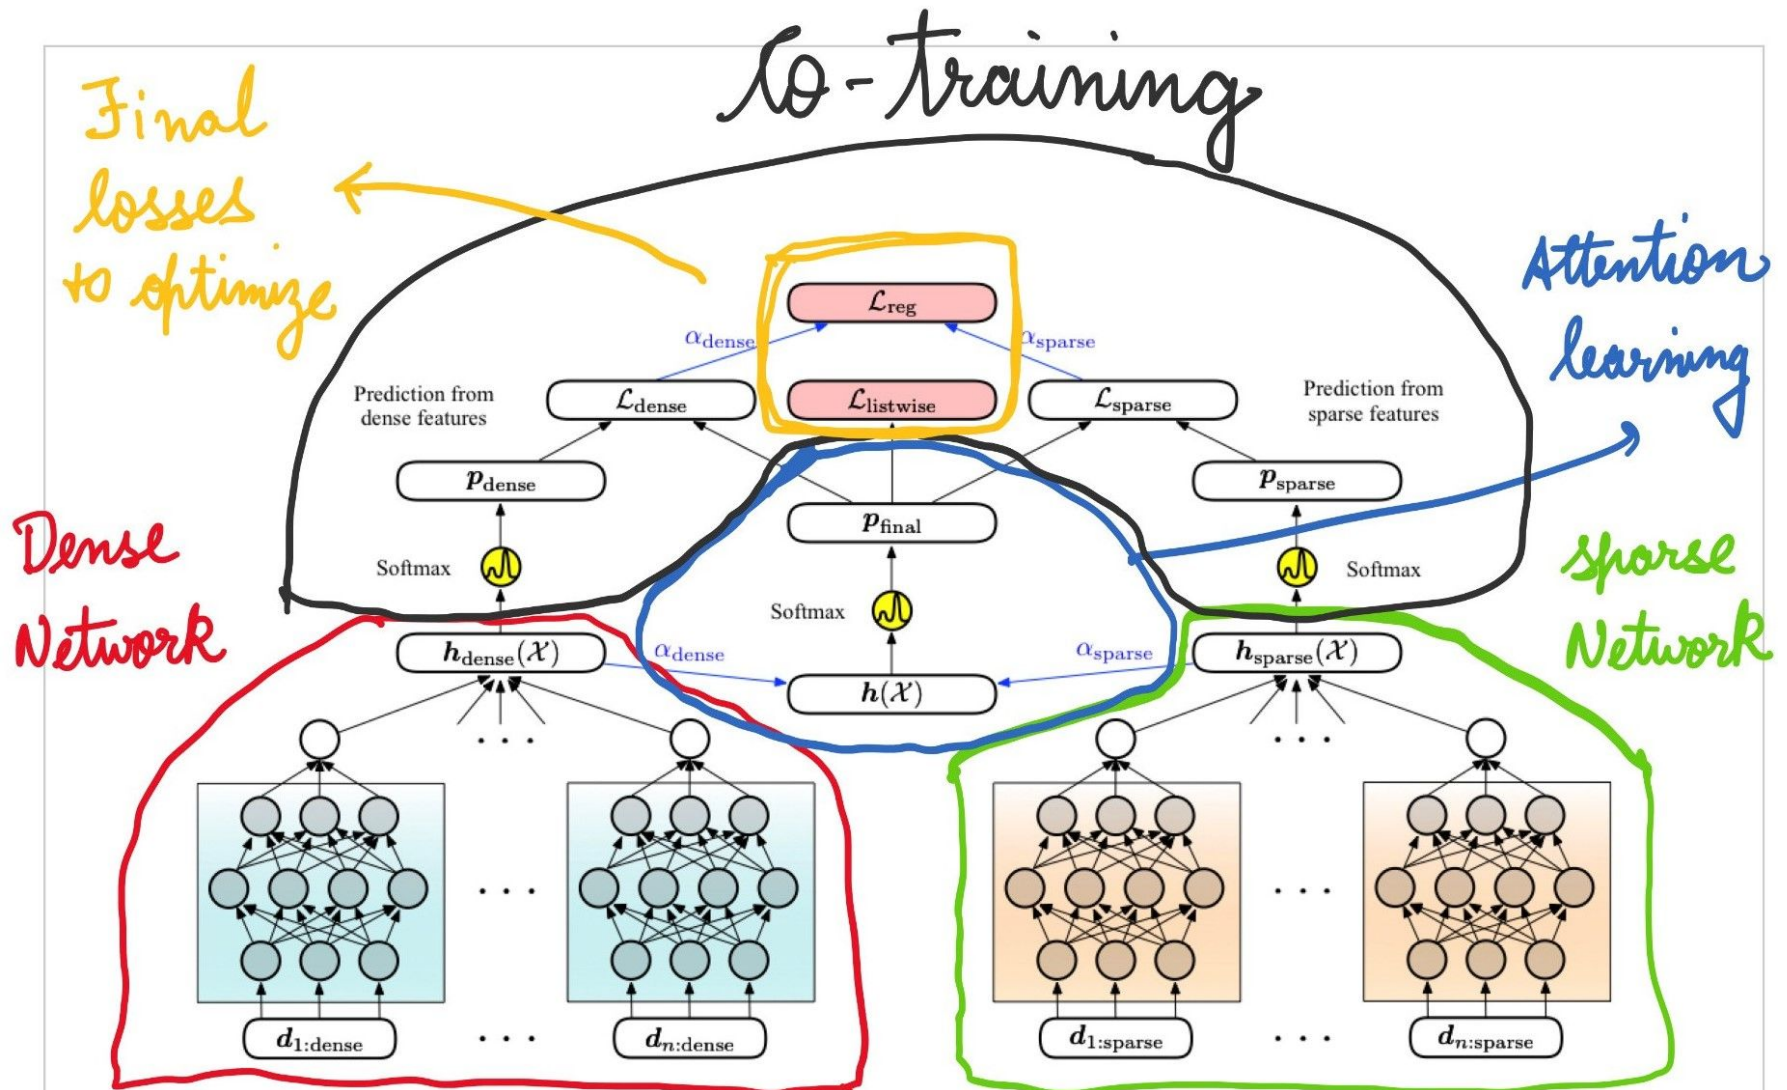 Co-training
Final
losses
to optimize
Attention
learning
ℒreg
αdense
αsparse
Prediction from
dense features
ℒdense
ℒlistwise
ℒsparse
Prediction from
sparse features
pdense
psparse
pfinal
Dense
Network
Softmax
Softmax
Softmax
sparse
Network
hdense(𝒳)
αdense
αsparse
hsparse(𝒳)
h(𝒳)
. . .
. . .
. . .
. . .
d1:dense
. . .
dn:dense
d1:sparse
. . .
dn:sparse